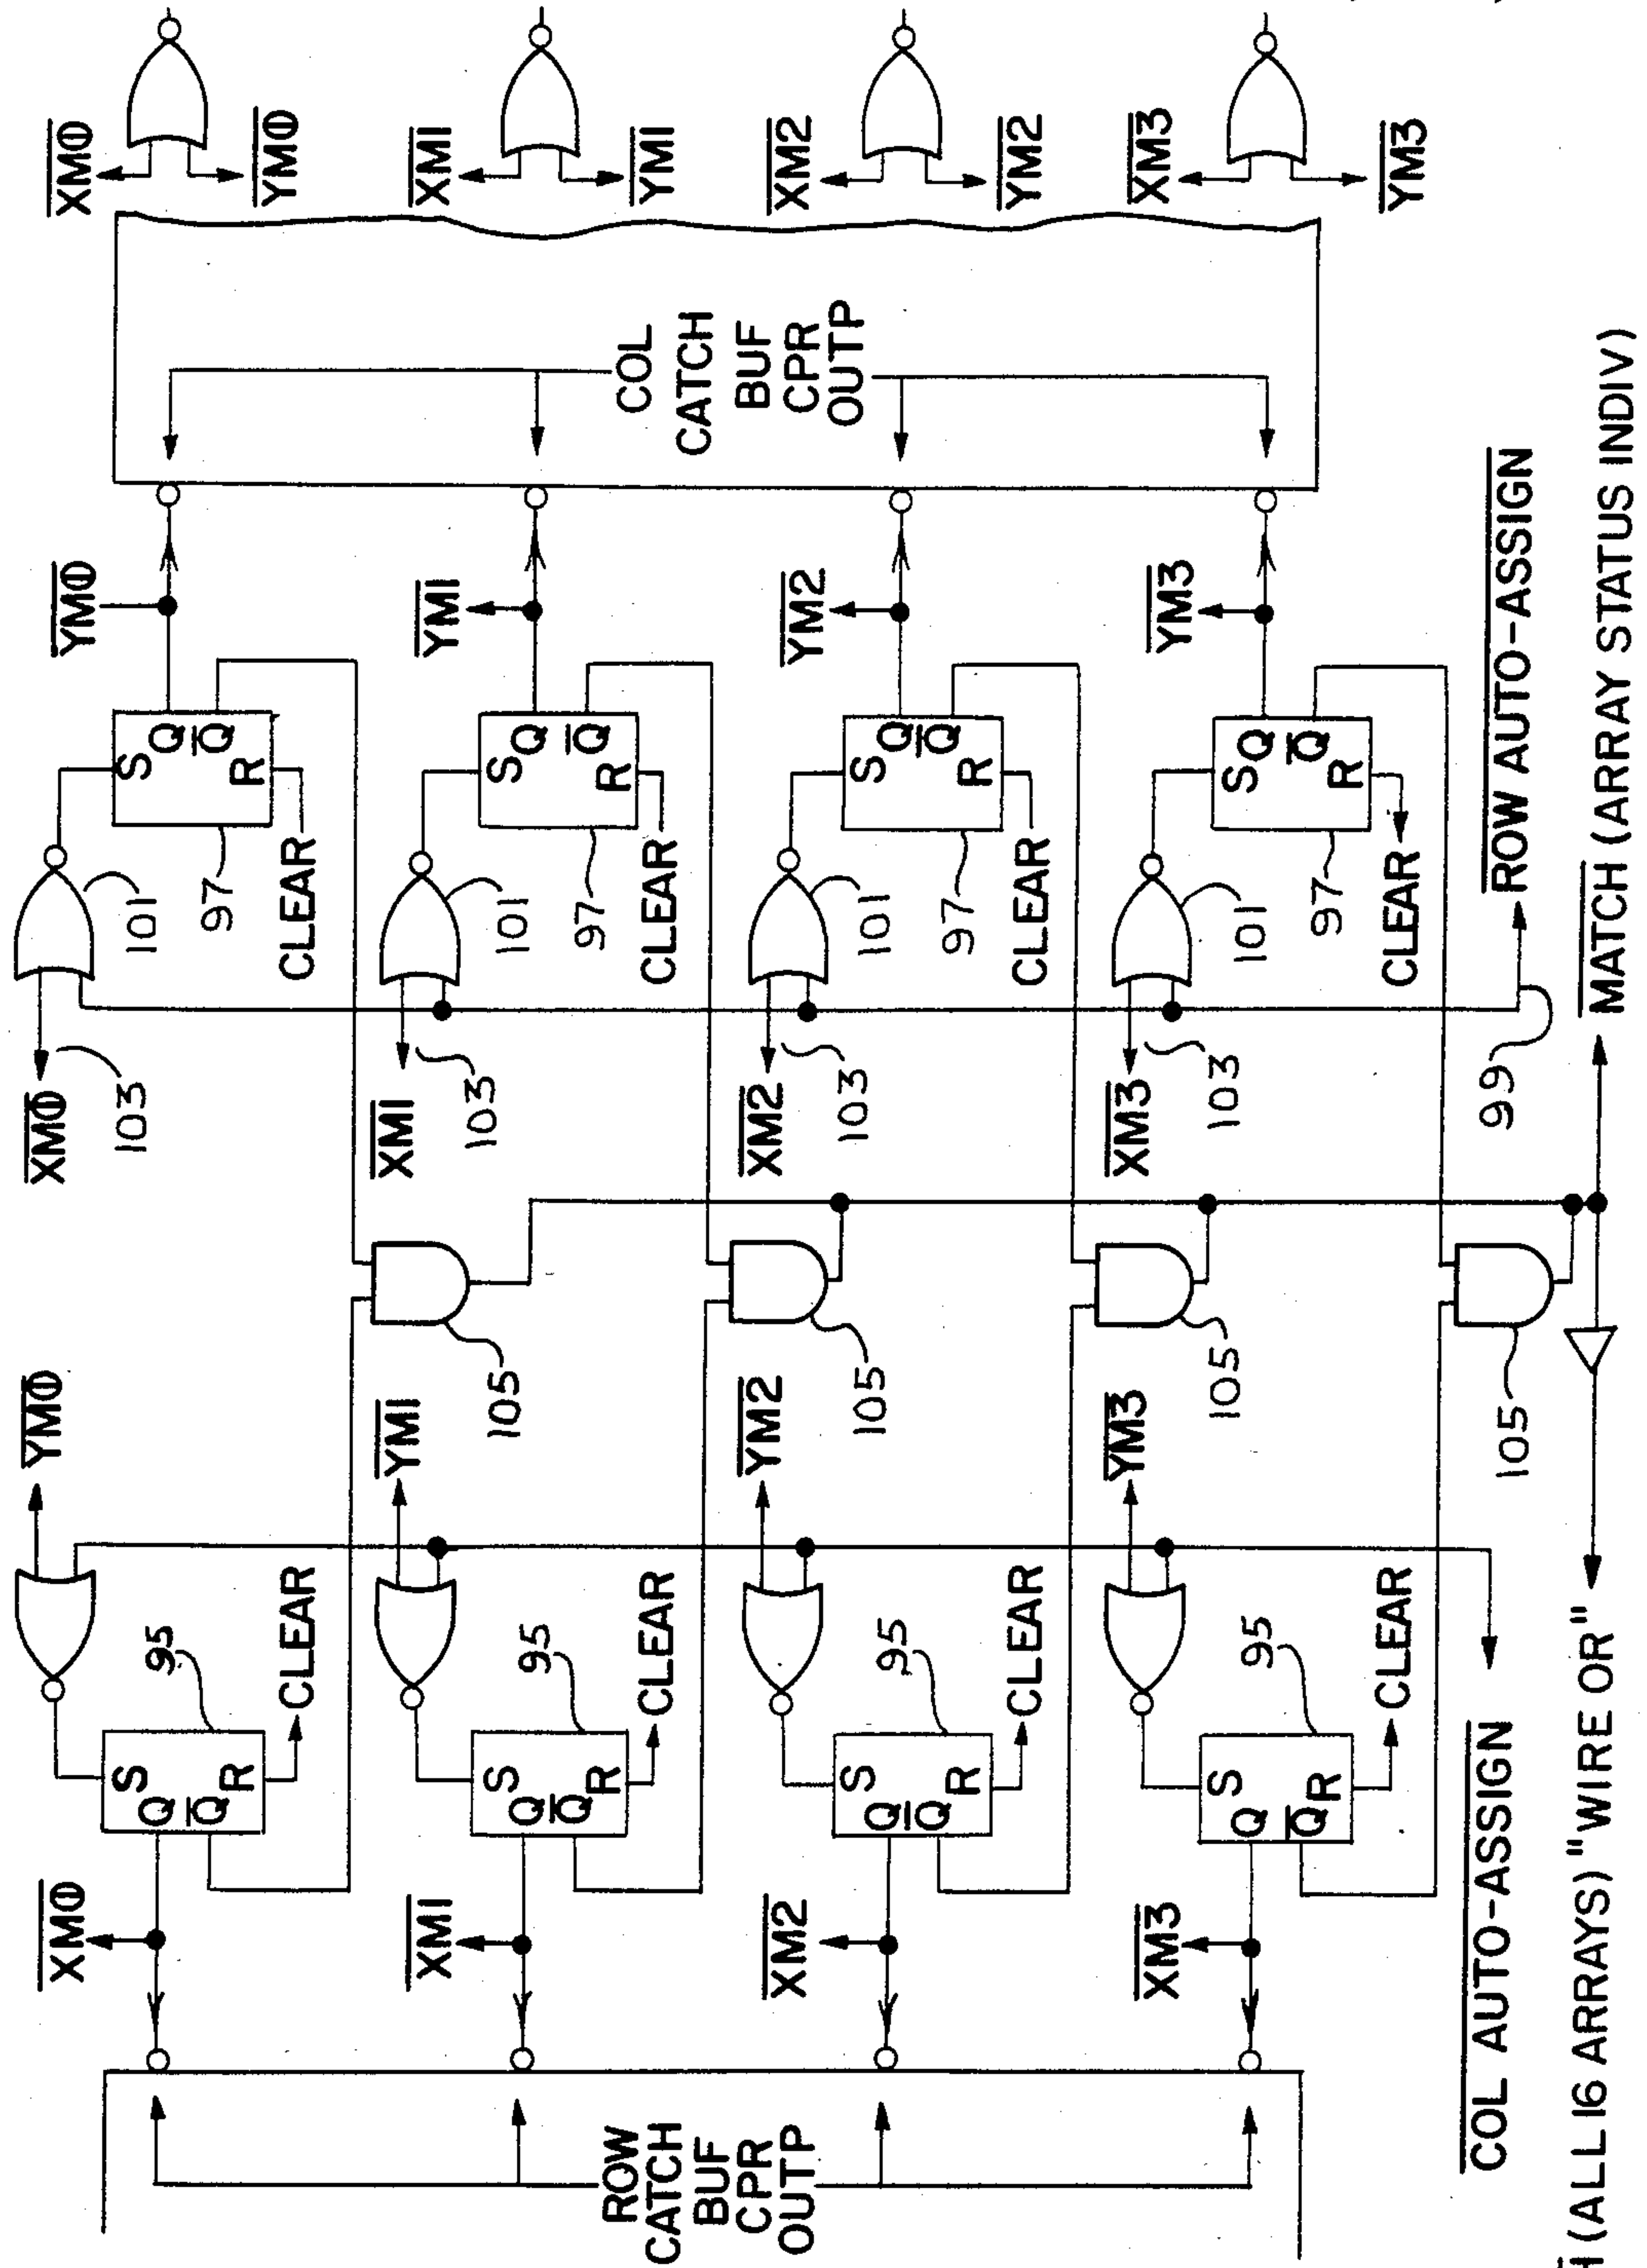 XM0
YM0
XM0
103
YM0
XM0
YM0
95
S
Q
Q̅
R
CLEAR
101
S
Q
Q̅
R
97
CLEAR
XM1
YM1
105
XM1
103
YM1
XM1
YM1
95
S
Q
Q̅
R
CLEAR
101
S
Q
Q̅
R
97
CLEAR
ROW
CATCH
BUF
CPR
OUTP
COL
CATCH
BUF
CPR
OUTP
XM2
YM2
105
XM2
103
YM2
XM2
YM2
95
S
Q
Q̅
R
CLEAR
101
S
Q
Q̅
R
97
CLEAR
XM3
YM3
105
XM3
103
YM3
XM3
YM3
95
S
Q
Q̅
R
CLEAR
101
S
Q
Q̅
R
97
CLEAR
COL AUTO-ASSIGN
105
99
ROW AUTO-ASSIGN
(ALL 16 ARRAYS) "WIRE OR"
MATCH (ARRAY STATUS INDIV)